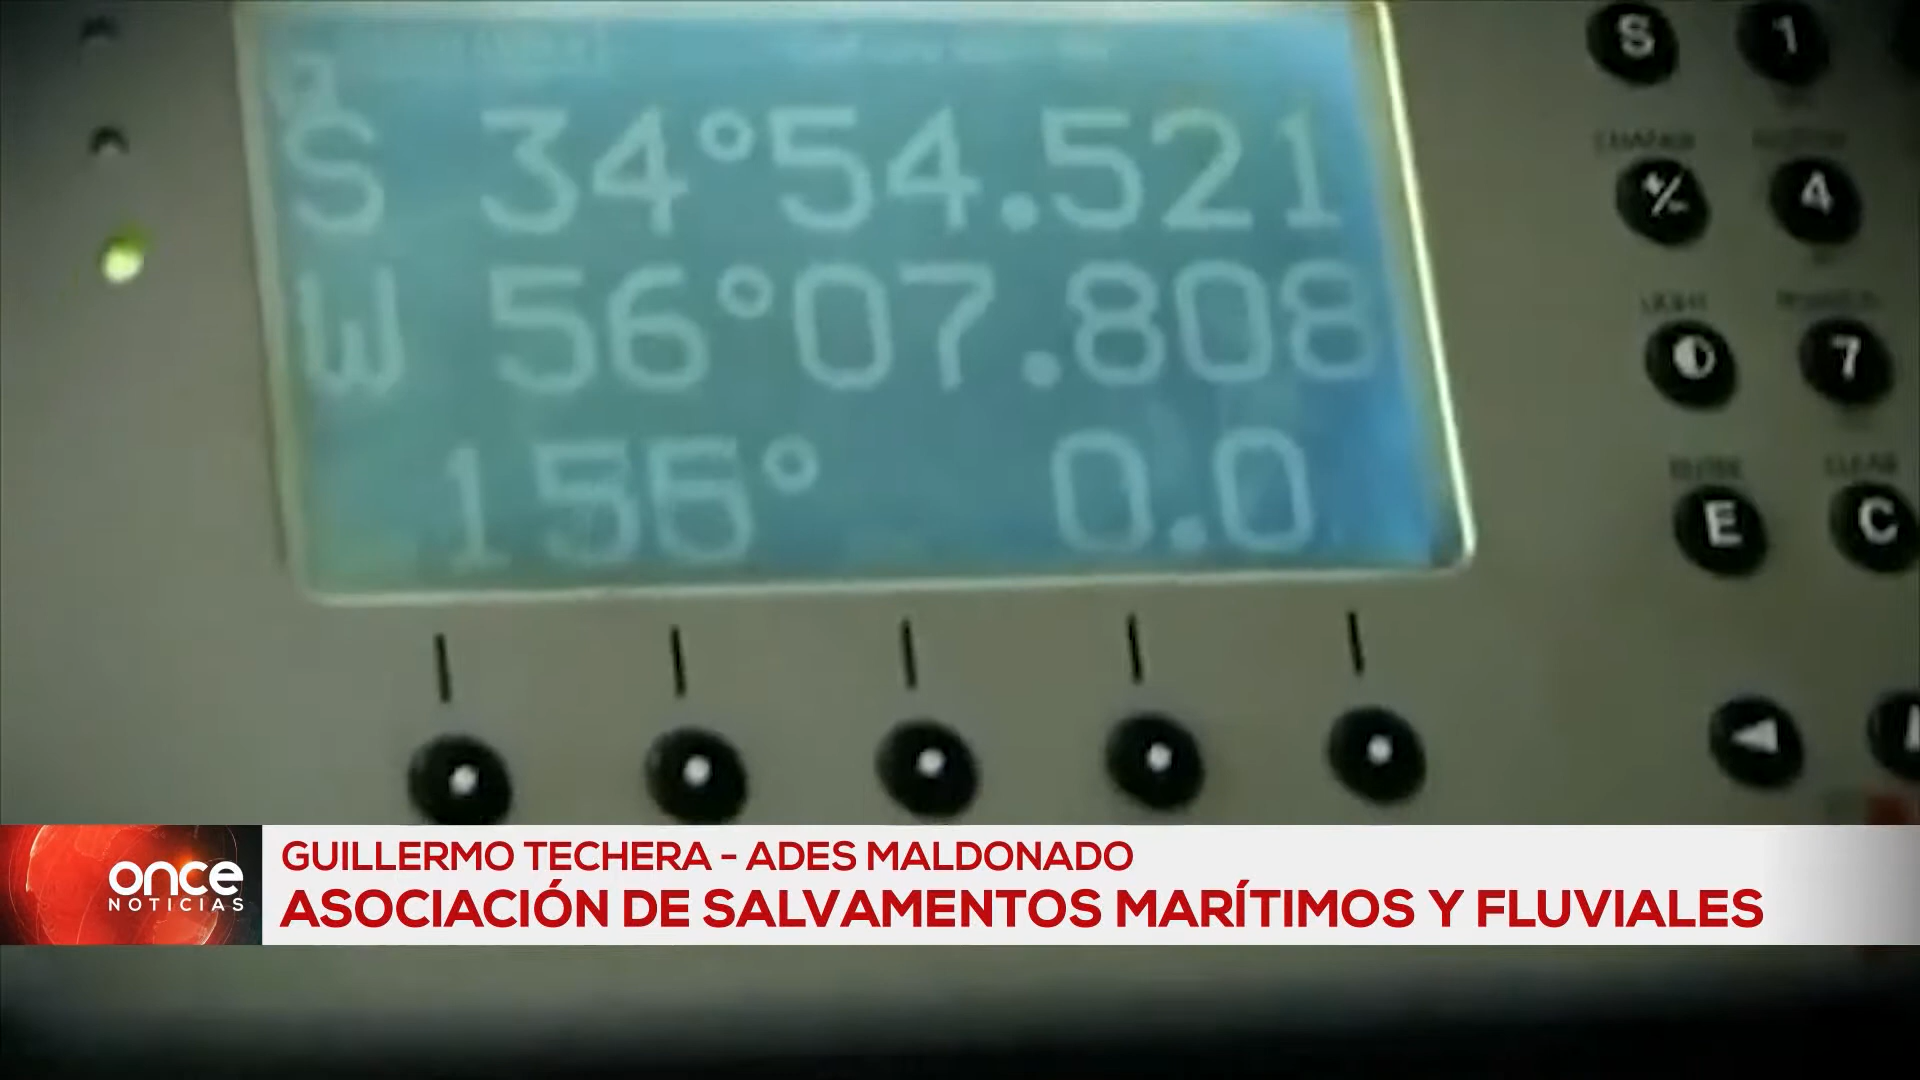 S 34°54.521
W 56°07.808
0.0
S
1
4
7
E
C
once
NOTICIAS
GUILLERMO TECHERA - ADES MALDONADO
ASOCIACIÓN DE SALVAMENTOS MARÍTIMOS Y FLUVIALES